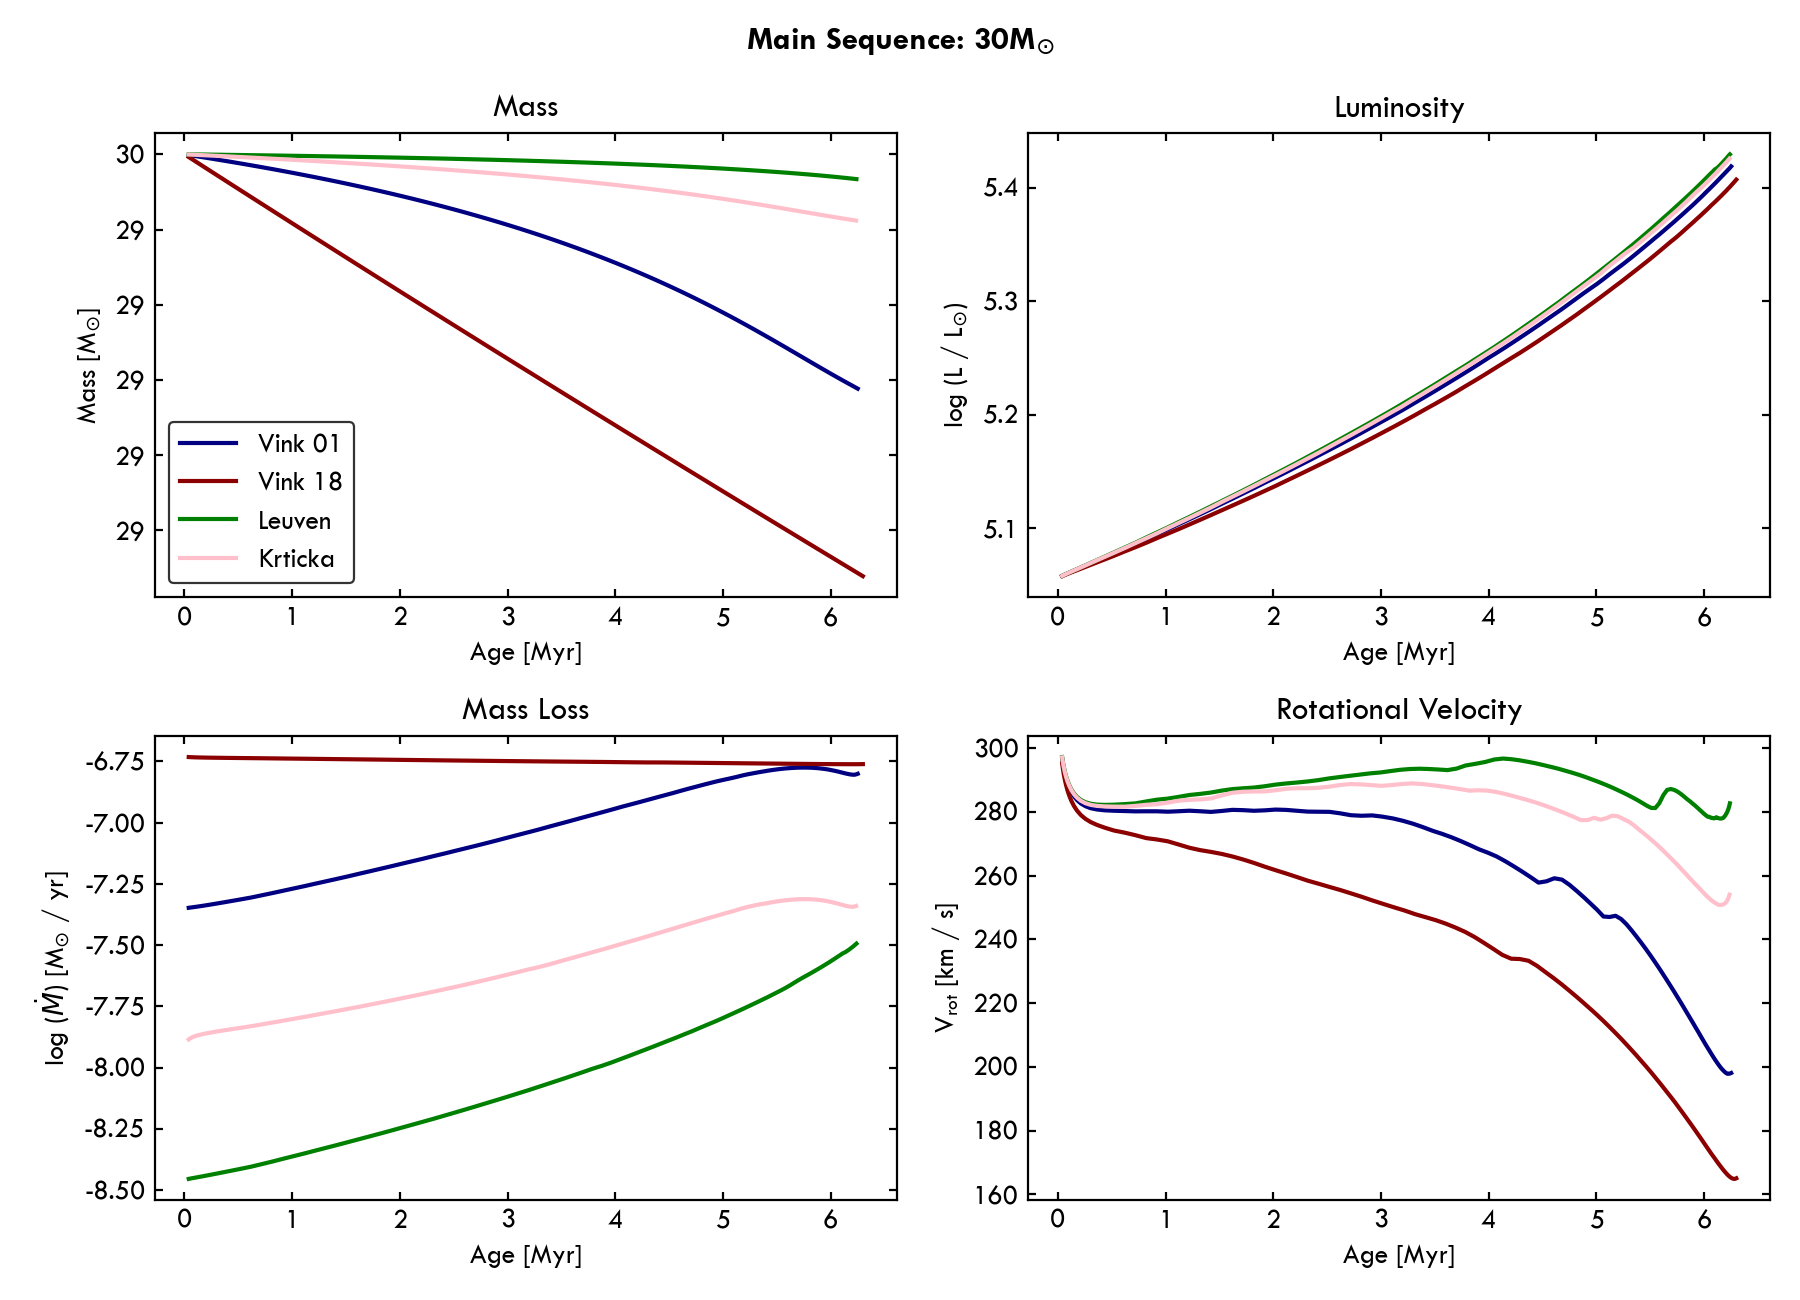 Main Sequence: 30M⊙
Mass
30
29
29
29
29
29
Mass [M⊙]
Vink 01
Vink 18
Leuven
Krticka
0 1 2 3 4 5 6
Age [Myr]
Luminosity
5.4
5.3
5.2
5.1
log (L / L⊙)
0 1 2 3 4 5 6
Age [Myr]
Mass Loss
-6.75
-7.00
-7.25
-7.50
-7.75
-8.00
-8.25
-8.50
log (Ṁ) [M⊙ / yr]
0 1 2 3 4 5 6
Age [Myr]
Rotational Velocity
300
280
260
240
220
200
180
160
Vrot [km / s]
0 1 2 3 4 5 6
Age [Myr]